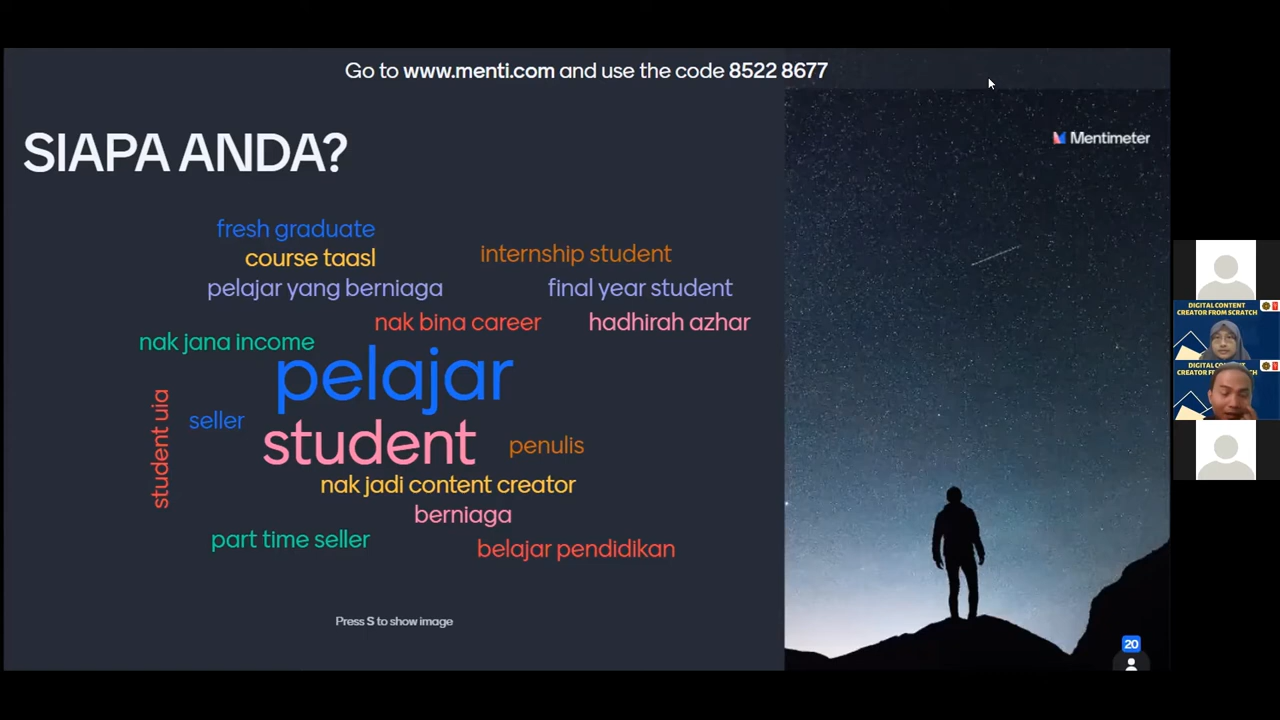 Go to www.menti.com and use the code 8522 8677
Mentimeter
SIAPA ANDA?
fresh graduate
course taasl
internship student
pelajar yang berniaga
final year student
nak bina career
hadhirah azhar
nak jana income
pelajar
student uia
seller
student
penulis
nak jadi content creator
berniaga
part time seller
belajar pendidikan
Press S to show image
20
DIGITAL CONTENT
CREATOR FROM SCRATCH
DIGITAL CONTENT